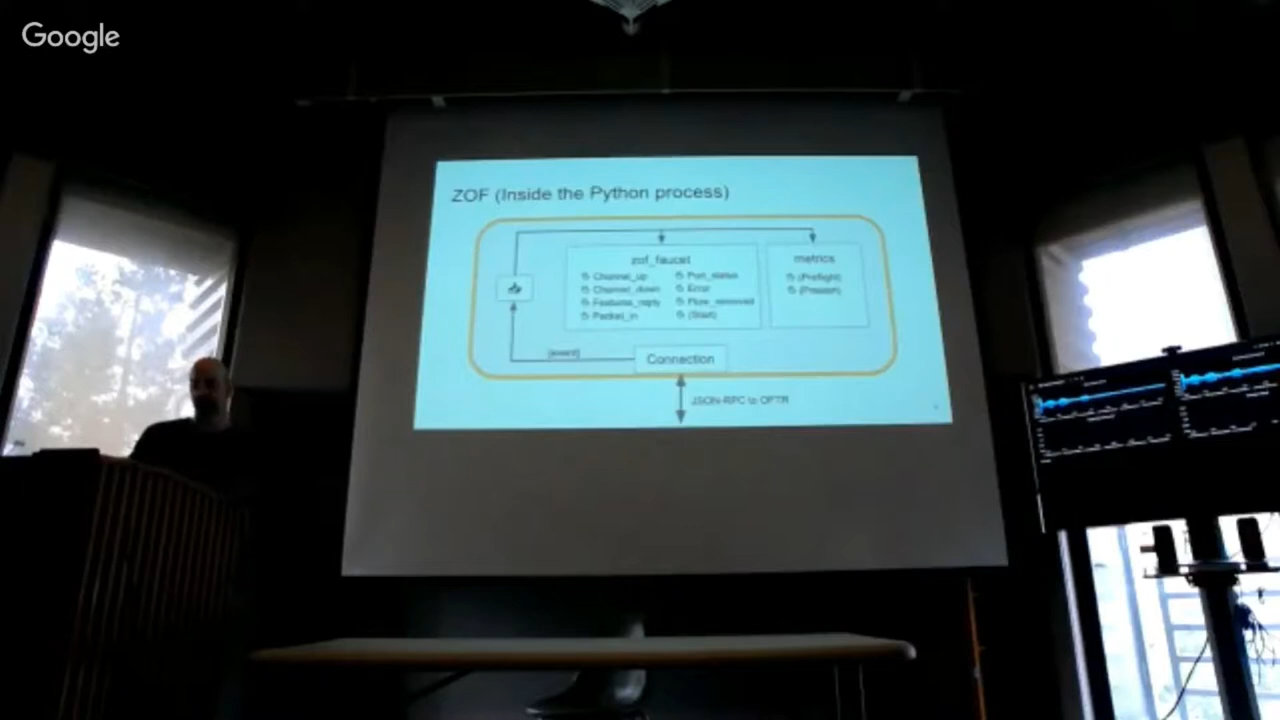 Google
ZOF (Inside the Python process)
zof_faucet
metrics
Channel_up
Port_status
(Preflight)
Channel_down
Error
Features_reply
Flow_removed
Packet_in
(Start)
[event]
Connection
JSON-RPC to OFTR